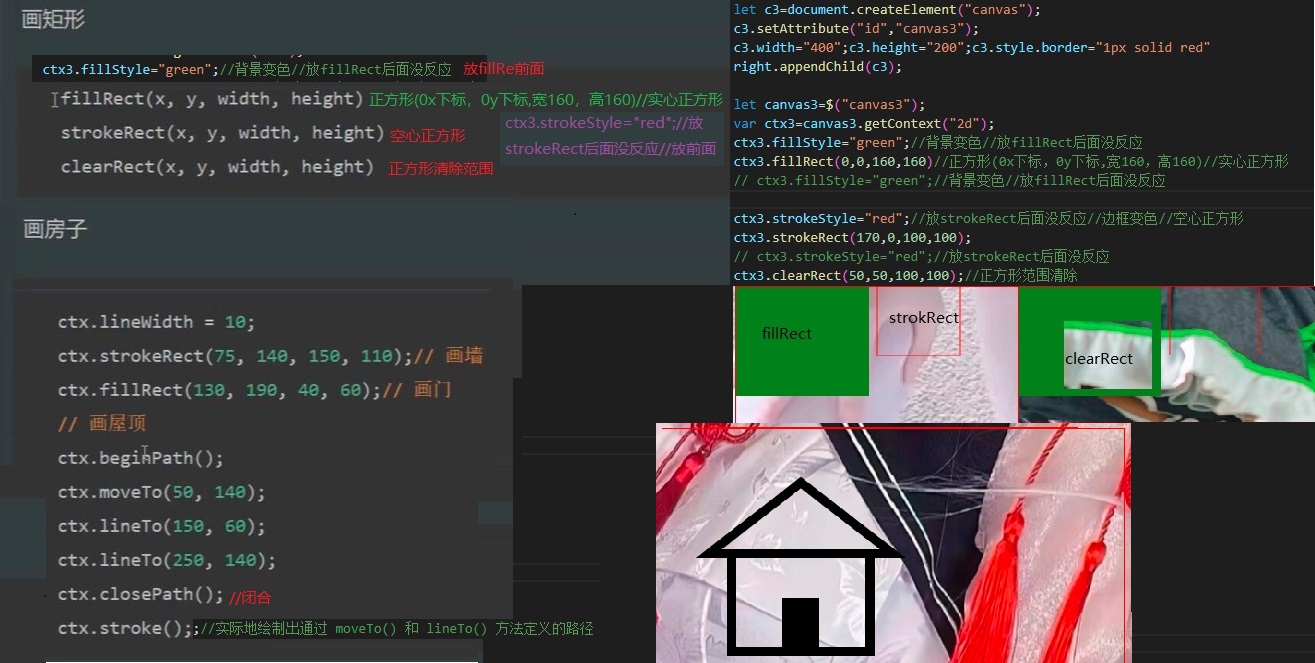 画矩形
ctx3.fillStyle="green";//背景变色//放fillRect后面没反应 放fillRe前面
fillRect(x, y, width, height) 正方形(0x下标，0y下标,宽160，高160)//实心正方形
strokeRect(x, y, width, height) 空心正方形
ctx3.strokeStyle="red";//放
strokeRect后面没反应//放前面
clearRect(x, y, width, height) 正方形清除范围
画房子
ctx.lineWidth = 10;
ctx.strokeRect(75, 140, 150, 110);// 画墙
ctx.fillRect(130, 190, 40, 60);// 画门
// 画屋顶
ctx.beginPath();
ctx.moveTo(50, 140);
ctx.lineTo(150, 60);
ctx.lineTo(250, 140);
ctx.closePath(); //闭合
ctx.stroke();;//实际地绘制出通过 moveTo() 和 lineTo() 方法定义的路径
let c3=document.createElement("canvas");
c3.setAttribute("id","canvas3");
c3.width="400";c3.height="200";c3.style.border="1px solid red"
right.appendChild(c3);
let canvas3=$("canvas3");
var ctx3=canvas3.getContext("2d");
ctx3.fillStyle="green";//背景变色//放fillRect后面没反应
ctx3.fillRect(0,0,160,160)//正方形(0x下标，0y下标,宽160，高160)//实心正方形
// ctx3.fillStyle="green";//背景变色//放fillRect后面没反应
ctx3.strokeStyle="red";//放strokeRect后面没反应//边框变色//空心正方形
ctx3.strokeRect(170,0,100,100);
// ctx3.strokeStyle="red";//放strokeRect后面没反应
ctx3.clearRect(50,50,100,100);//正方形范围清除
fillRect
strokRect
clearRect